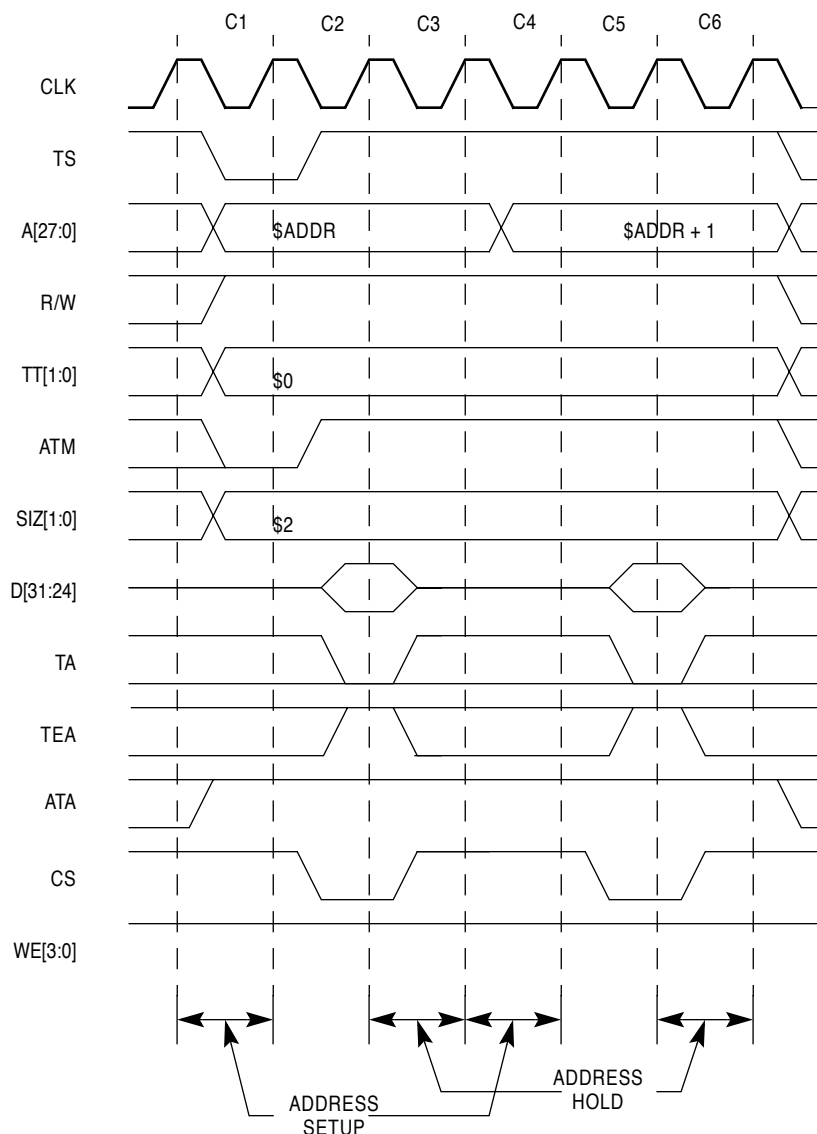 C1 C2 C3 C4 C5 C6
CLK
TS
A[27:0] $ADDR $ADDR + 1
R/W
TT[1:0] $0
ATM
SIZ[1:0] $2
D[31:24]
TA
TEA
ATA
CS
WE[3:0]
ADDRESS
SETUP
ADDRESS
HOLD